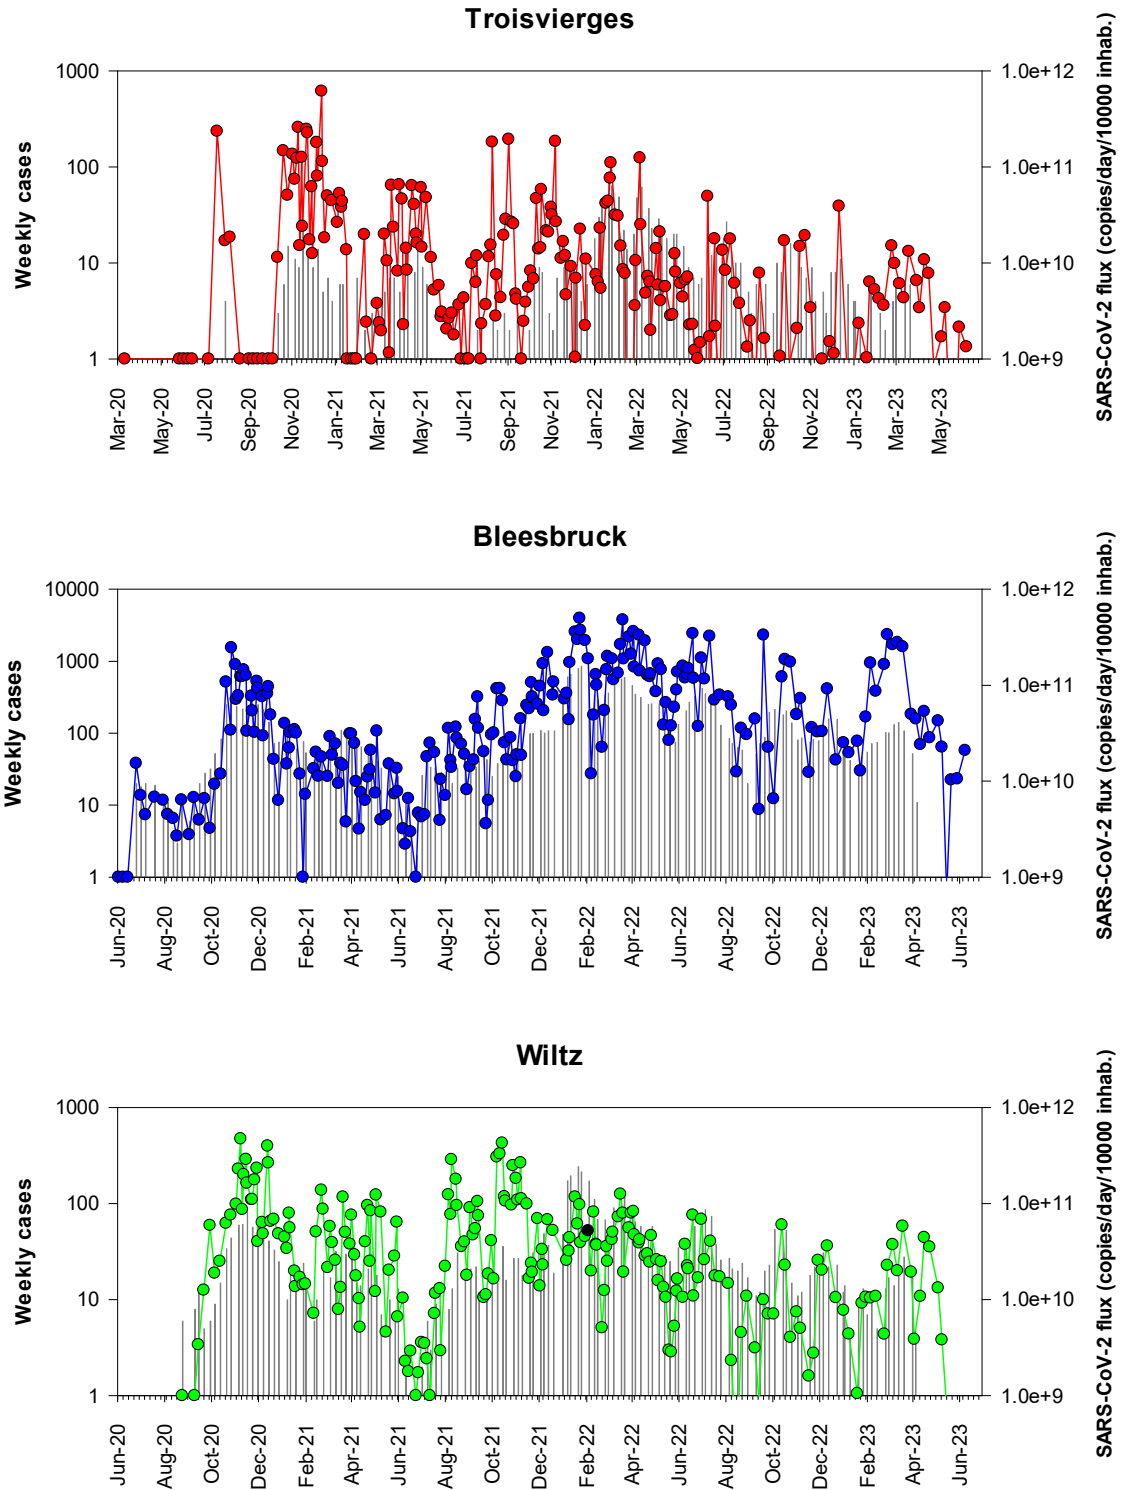 Troisvierges
Weekly cases
SARS-CoV-2 flux (copies/day/10000 inhab.)
1000
100
10
1
1.0e+12
1.0e+11
1.0e+10
1.0e+9
Mar-20
May-20
Jul-20
Sep-20
Nov-20
Jan-21
Mar-21
May-21
Jul-21
Sep-21
Nov-21
Jan-22
Mar-22
May-22
Jul-22
Sep-22
Nov-22
Jan-23
Mar-23
May-23
Bleesbruck
Weekly cases
SARS-CoV-2 flux (copies/day/10000 inhab.)
10000
1000
100
10
1
1.0e+12
1.0e+11
1.0e+10
1.0e+9
Jun-20
Aug-20
Oct-20
Dec-20
Feb-21
Apr-21
Jun-21
Aug-21
Oct-21
Dec-21
Feb-22
Apr-22
Jun-22
Aug-22
Oct-22
Dec-22
Feb-23
Apr-23
Jun-23
Wiltz
Weekly cases
SARS-CoV-2 flux (copies/day/10000 inhab.)
1000
100
10
1
1.0e+12
1.0e+11
1.0e+10
1.0e+9
Jun-20
Aug-20
Oct-20
Dec-20
Feb-21
Apr-21
Jun-21
Aug-21
Oct-21
Dec-21
Feb-22
Apr-22
Jun-22
Aug-22
Oct-22
Dec-22
Feb-23
Apr-23
Jun-23